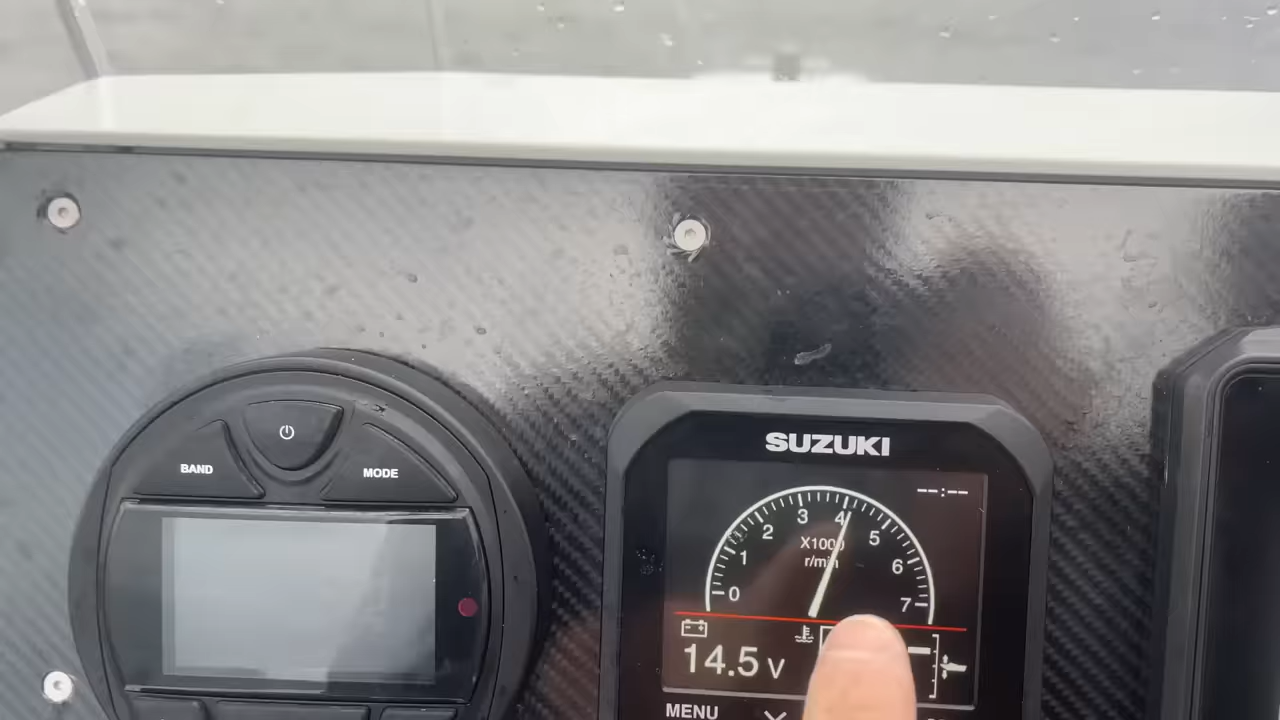 BAND
MODE
SUZUKI
--:--
0
1
2
3
4
5
6
7
X1000
r/min
14.5 V
MENU